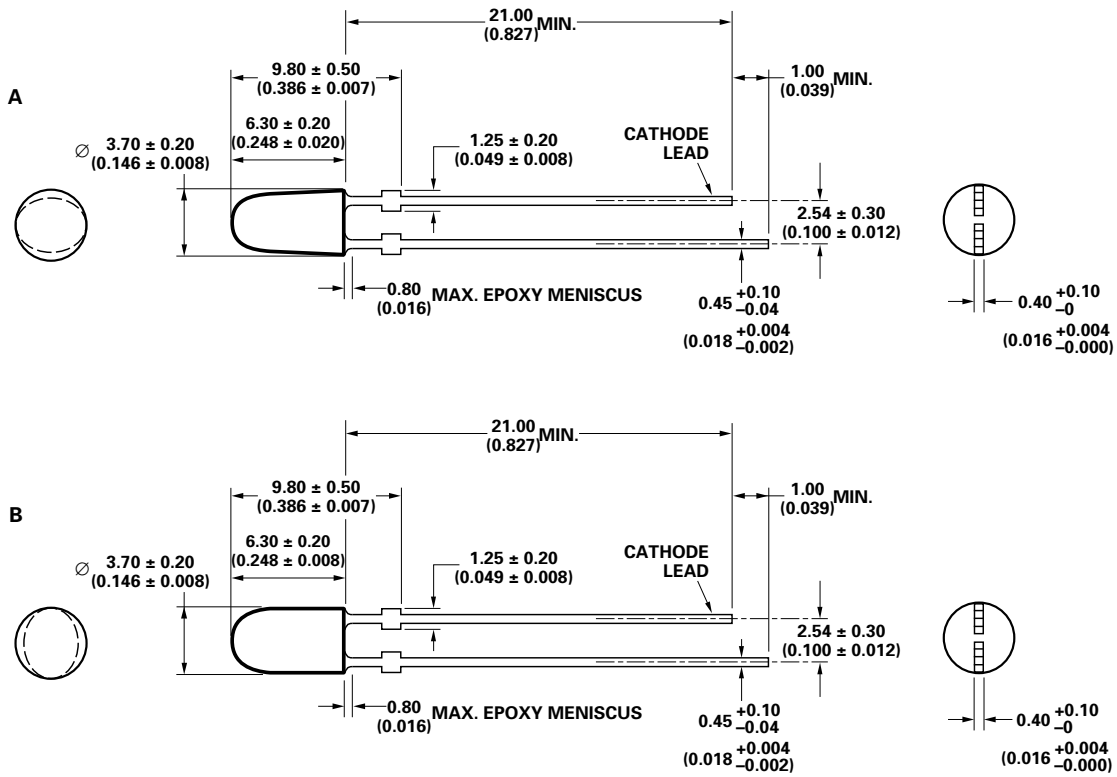 A
21.00
(0.827) MIN.
9.80 ± 0.50
(0.386 ± 0.007)
1.00
(0.039) MIN.
6.30 ± 0.20
(0.248 ± 0.020)
1.25 ± 0.20
(0.049 ± 0.008)
CATHODE
LEAD
∅ 3.70 ± 0.20
(0.146 ± 0.008)
2.54 ± 0.30
(0.100 ± 0.012)
0.80
(0.016) MAX. EPOXY MENISCUS
0.45 +0.10
–0.04
(0.018 +0.004
–0.002)
0.40 +0.10
–0
(0.016 +0.004
–0.000)
B
21.00
(0.827) MIN.
9.80 ± 0.50
(0.386 ± 0.007)
1.00
(0.039) MIN.
6.30 ± 0.20
(0.248 ± 0.008)
1.25 ± 0.20
(0.049 ± 0.008)
CATHODE
LEAD
∅ 3.70 ± 0.20
(0.146 ± 0.008)
2.54 ± 0.30
(0.100 ± 0.012)
0.80
(0.016) MAX. EPOXY MENISCUS
0.45 +0.10
–0.04
(0.018 +0.004
–0.002)
0.40 +0.10
–0
(0.016 +0.004
–0.000)